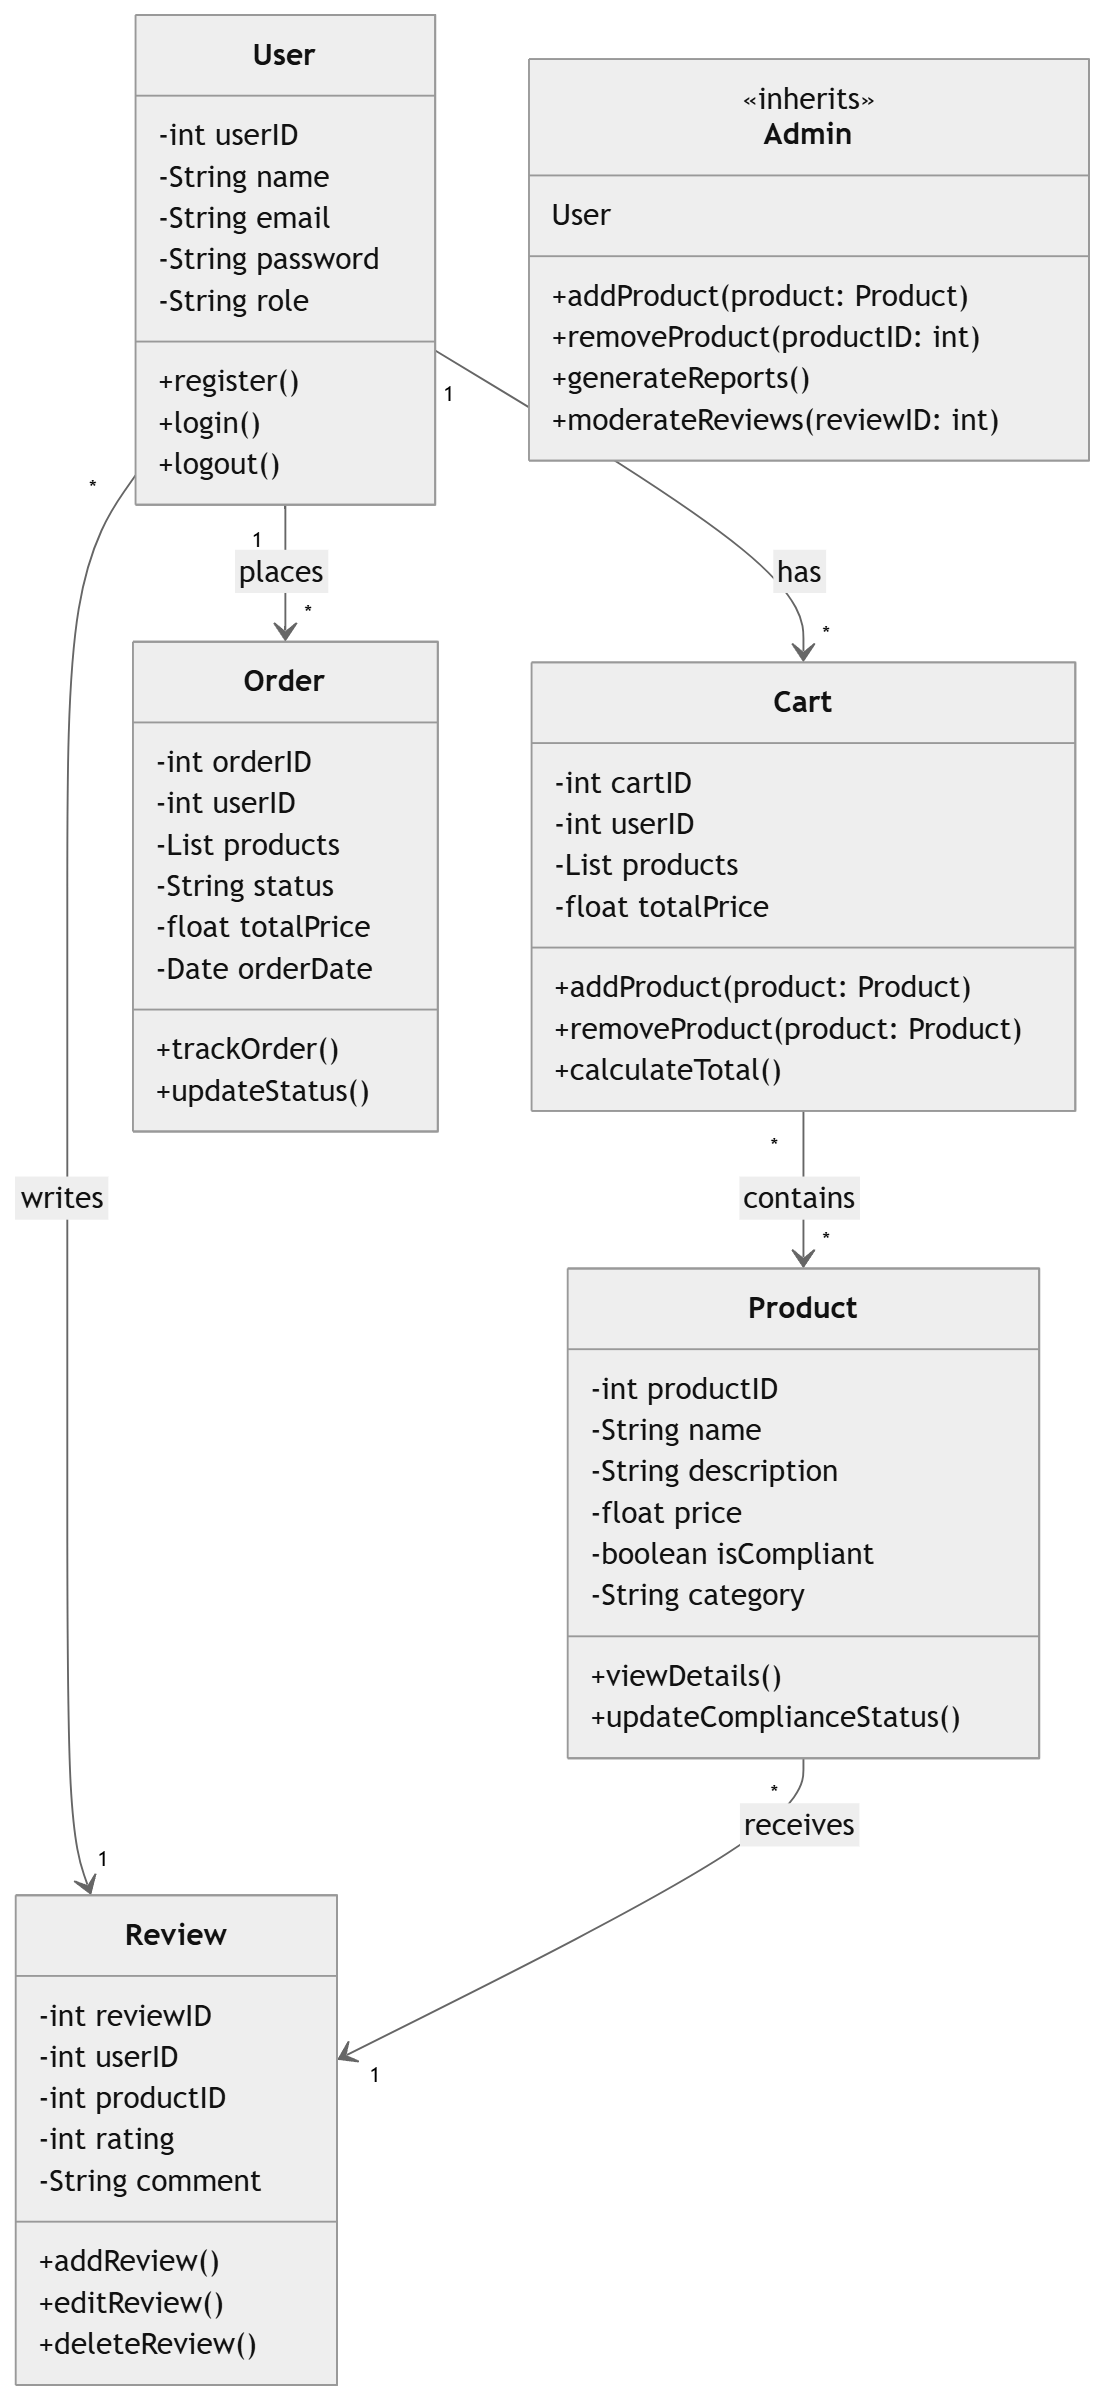 User
-int userID
-String name
-String email
-String password
-String role
+register()
+login()
+logout()
«inherits»
Admin
User
+addProduct(product: Product)
+removeProduct(productID: int)
+generateReports()
+moderateReviews(reviewID: int)
1
*
1
places
*
has
*
Order
-int orderID
-int userID
-List products
-String status
-float totalPrice
-Date orderDate
+trackOrder()
+updateStatus()
Cart
-int cartID
-int userID
-List products
-float totalPrice
+addProduct(product: Product)
+removeProduct(product: Product)
+calculateTotal()
*
writes
contains
*
Product
-int productID
-String name
-String description
-float price
-boolean isCompliant
-String category
+viewDetails()
+updateComplianceStatus()
*
receives
1
1
Review
-int reviewID
-int userID
-int productID
-int rating
-String comment
+addReview()
+editReview()
+deleteReview()